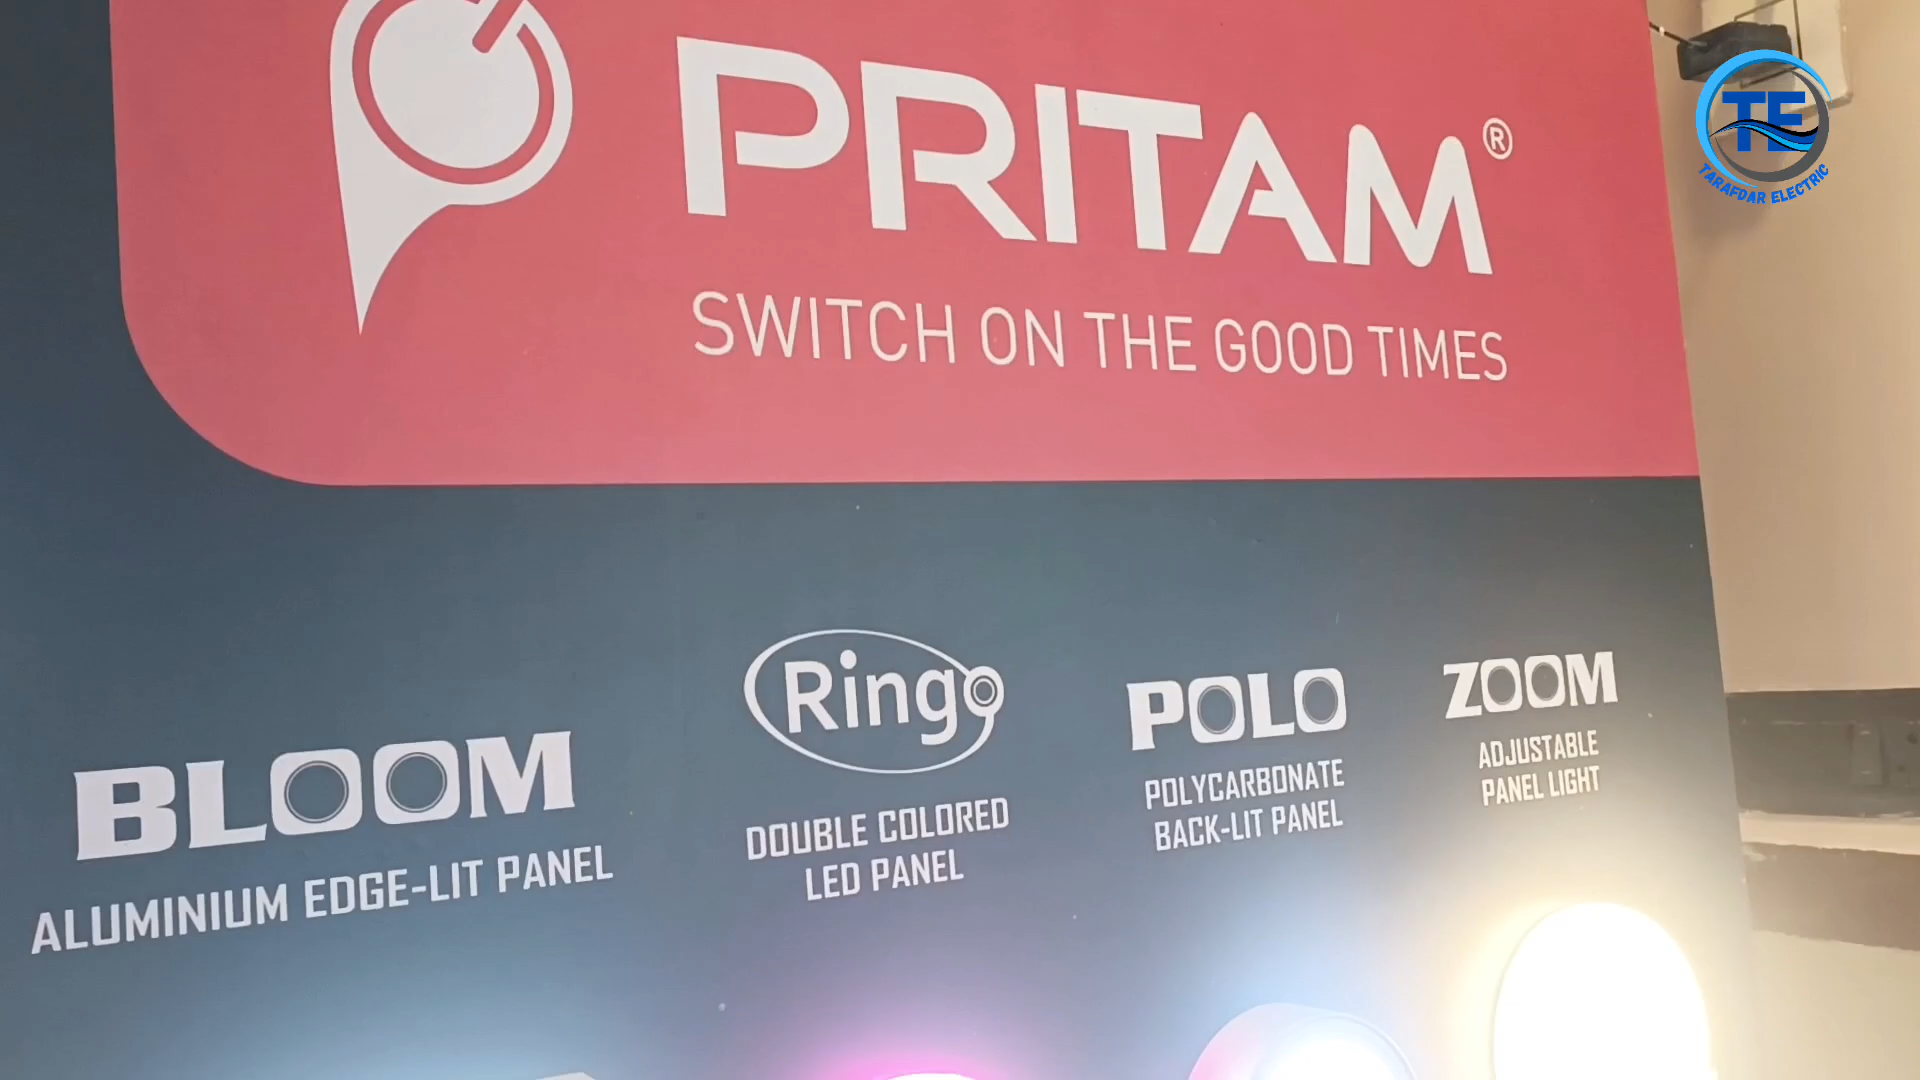 PRITAM®
SWITCH ON THE GOOD TIMES
TE
TARAFDAR ELECTRIC
BLOOM
ALUMINIUM EDGE-LIT PANEL
Ringo
DOUBLE COLORED
LED PANEL
POLO
POLYCARBONATE
BACK-LIT PANEL
ZOOM
ADJUSTABLE
PANEL LIGHT